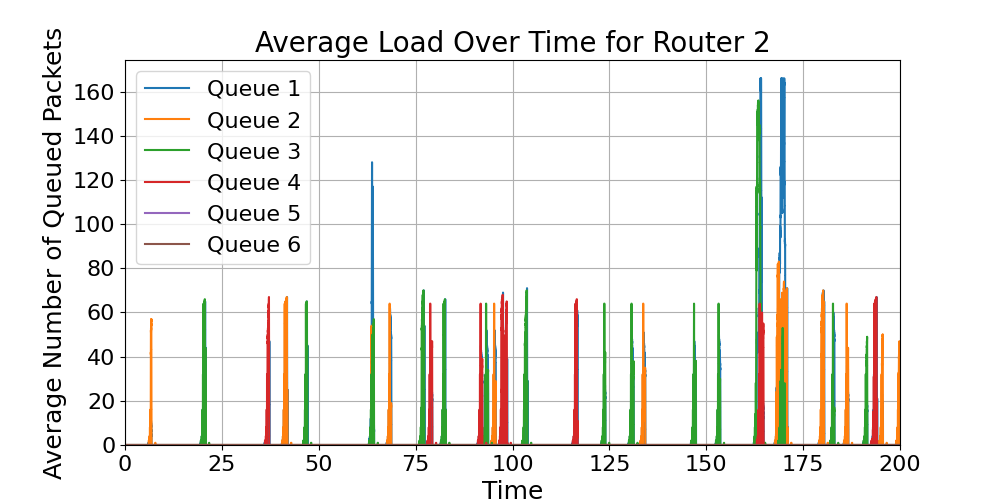 Average Load Over Time for Router 2
Average Number of Queued Packets
160
140
120
100
80
60
40
20
0
Queue 1
Queue 2
Queue 3
Queue 4
Queue 5
Queue 6
0 25 50 75 100 125 150 175 200
Time